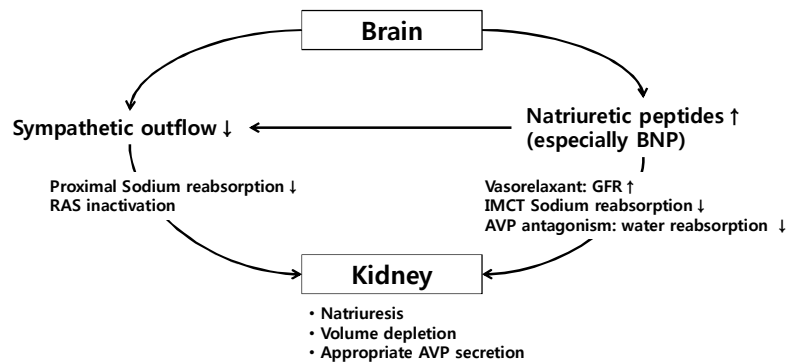 Brain
Sympathetic outflow ↓
Natriuretic peptides ↑
(especially BNP)
Proximal Sodium reabsorption ↓
RAS inactivation
Vasorelaxant: GFR ↑
IMCT Sodium reabsorption ↓
AVP antagonism: water reabsorption ↓
Kidney
• Natriuresis
• Volume depletion
• Appropriate AVP secretion